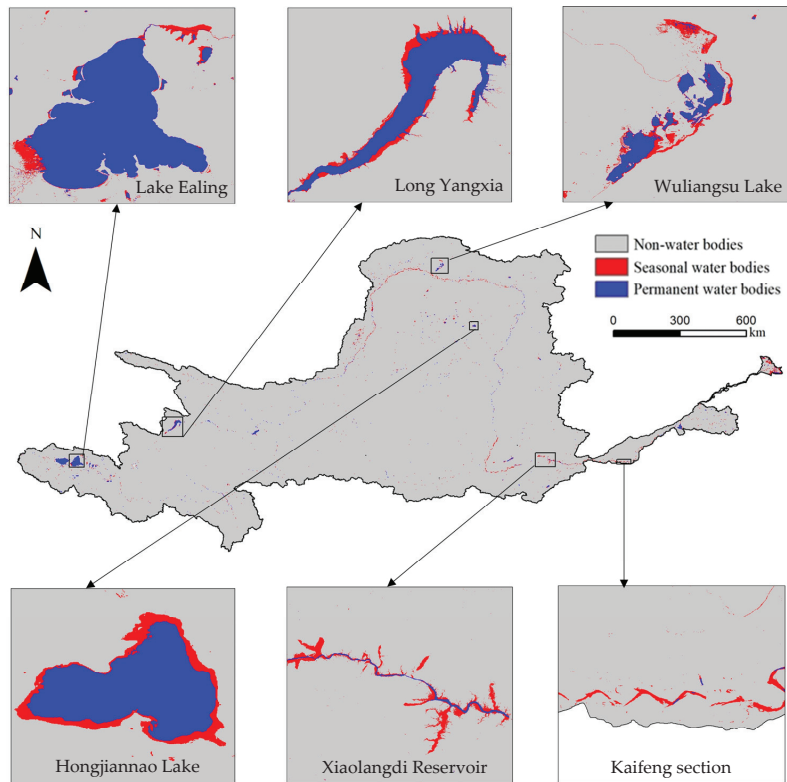 Lake Ealing
Long Yangxia
Wuliangsu Lake
N
Non-water bodies
Seasonal water bodies
Permanent water bodies
0 300 600
km
Hongjiannao Lake
Xiaolangdi Reservoir
Kaifeng section